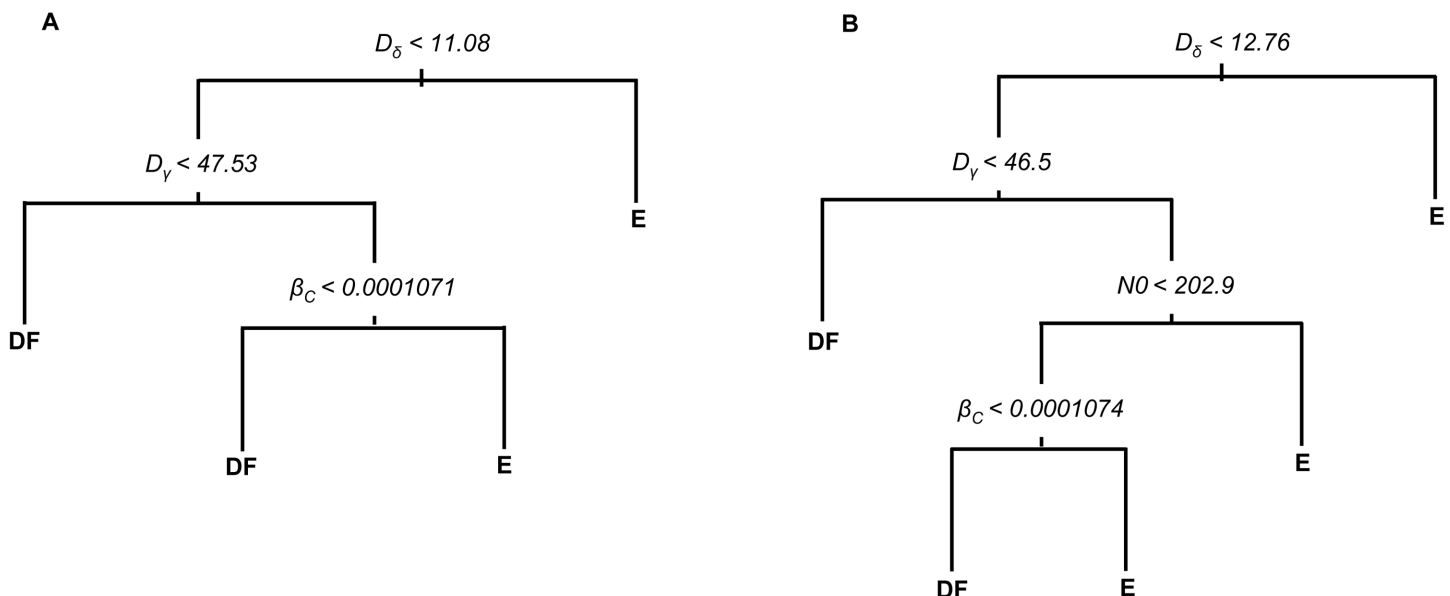 A
D_δ < 11.08
D_γ < 47.53
E
β_C < 0.0001071
DF
DF
E
B
D_δ < 12.76
D_γ < 46.5
E
N0 < 202.9
DF
β_C < 0.0001074
E
DF
E